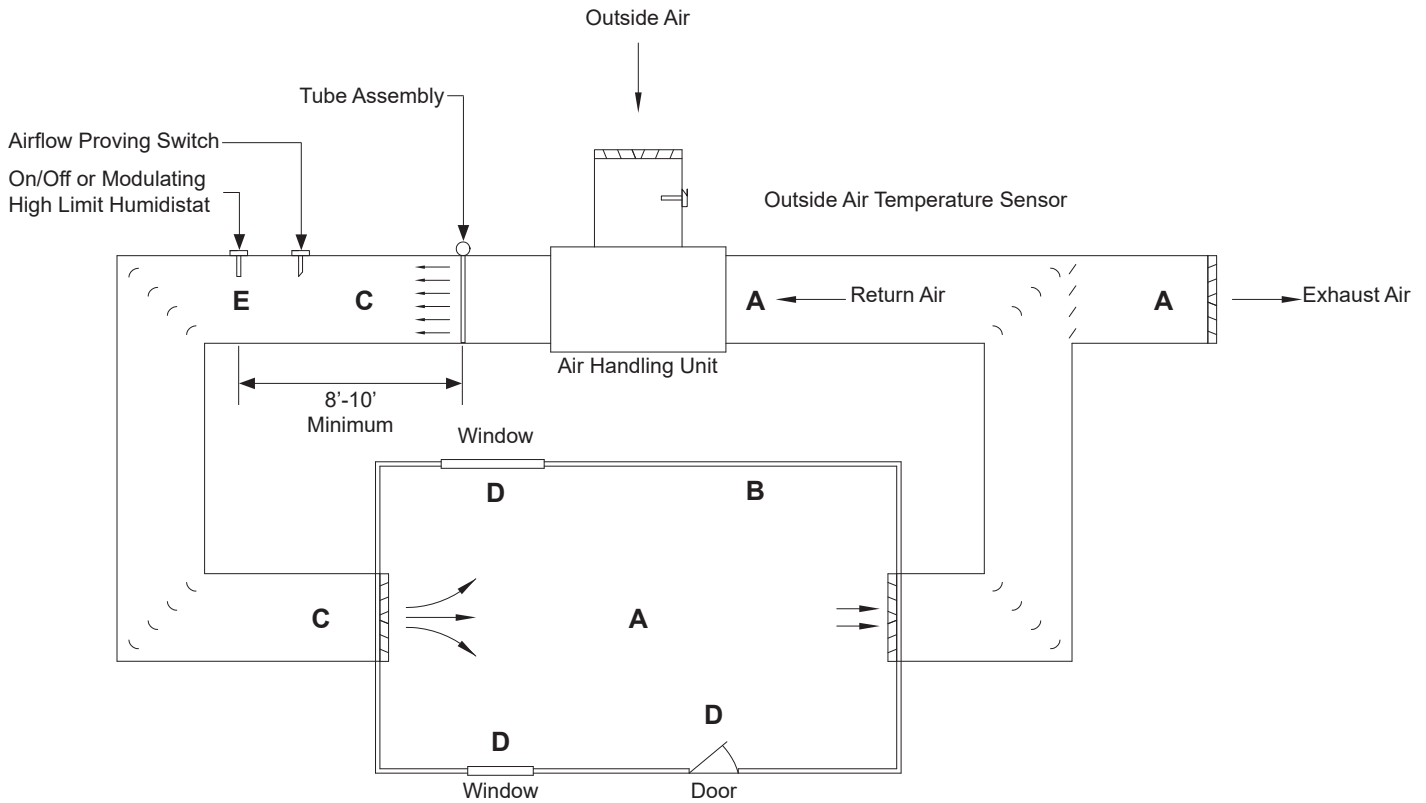 Outside Air
Tube Assembly
Airflow Proving Switch
On/Off or Modulating
High Limit Humidistat
Outside Air Temperature Sensor
E
C
A
Return Air
A
Exhaust Air
Air Handling Unit
8’-10’
Minimum
Window
D
B
C
A
D
D
Window
Door